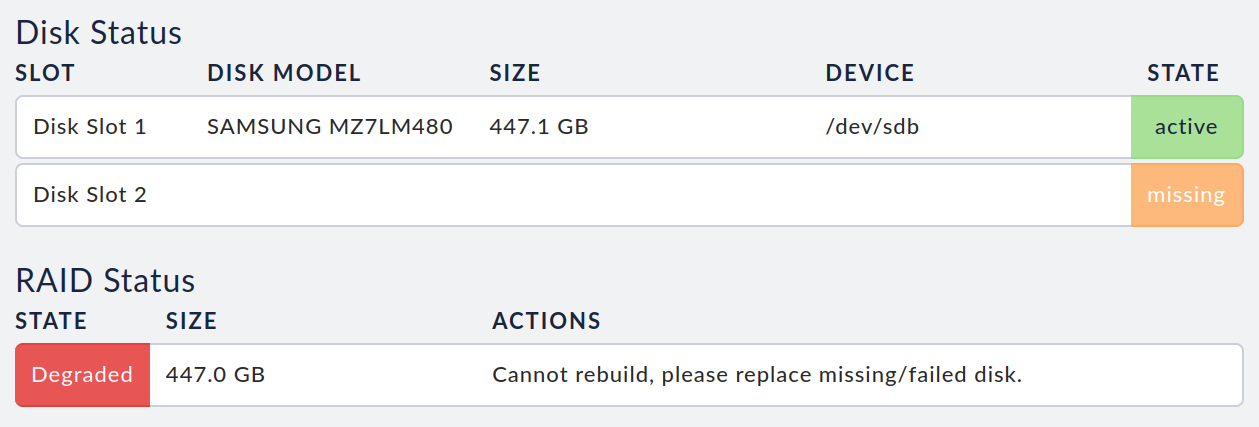 Disk Status
SLOT DISK MODEL SIZE DEVICE STATE
Disk Slot 1 SAMSUNG MZ7LM480 447.1 GB /dev/sdb active
Disk Slot 2 missing
RAID Status
STATE SIZE ACTIONS
Degraded 447.0 GB Cannot rebuild, please replace missing/failed disk.